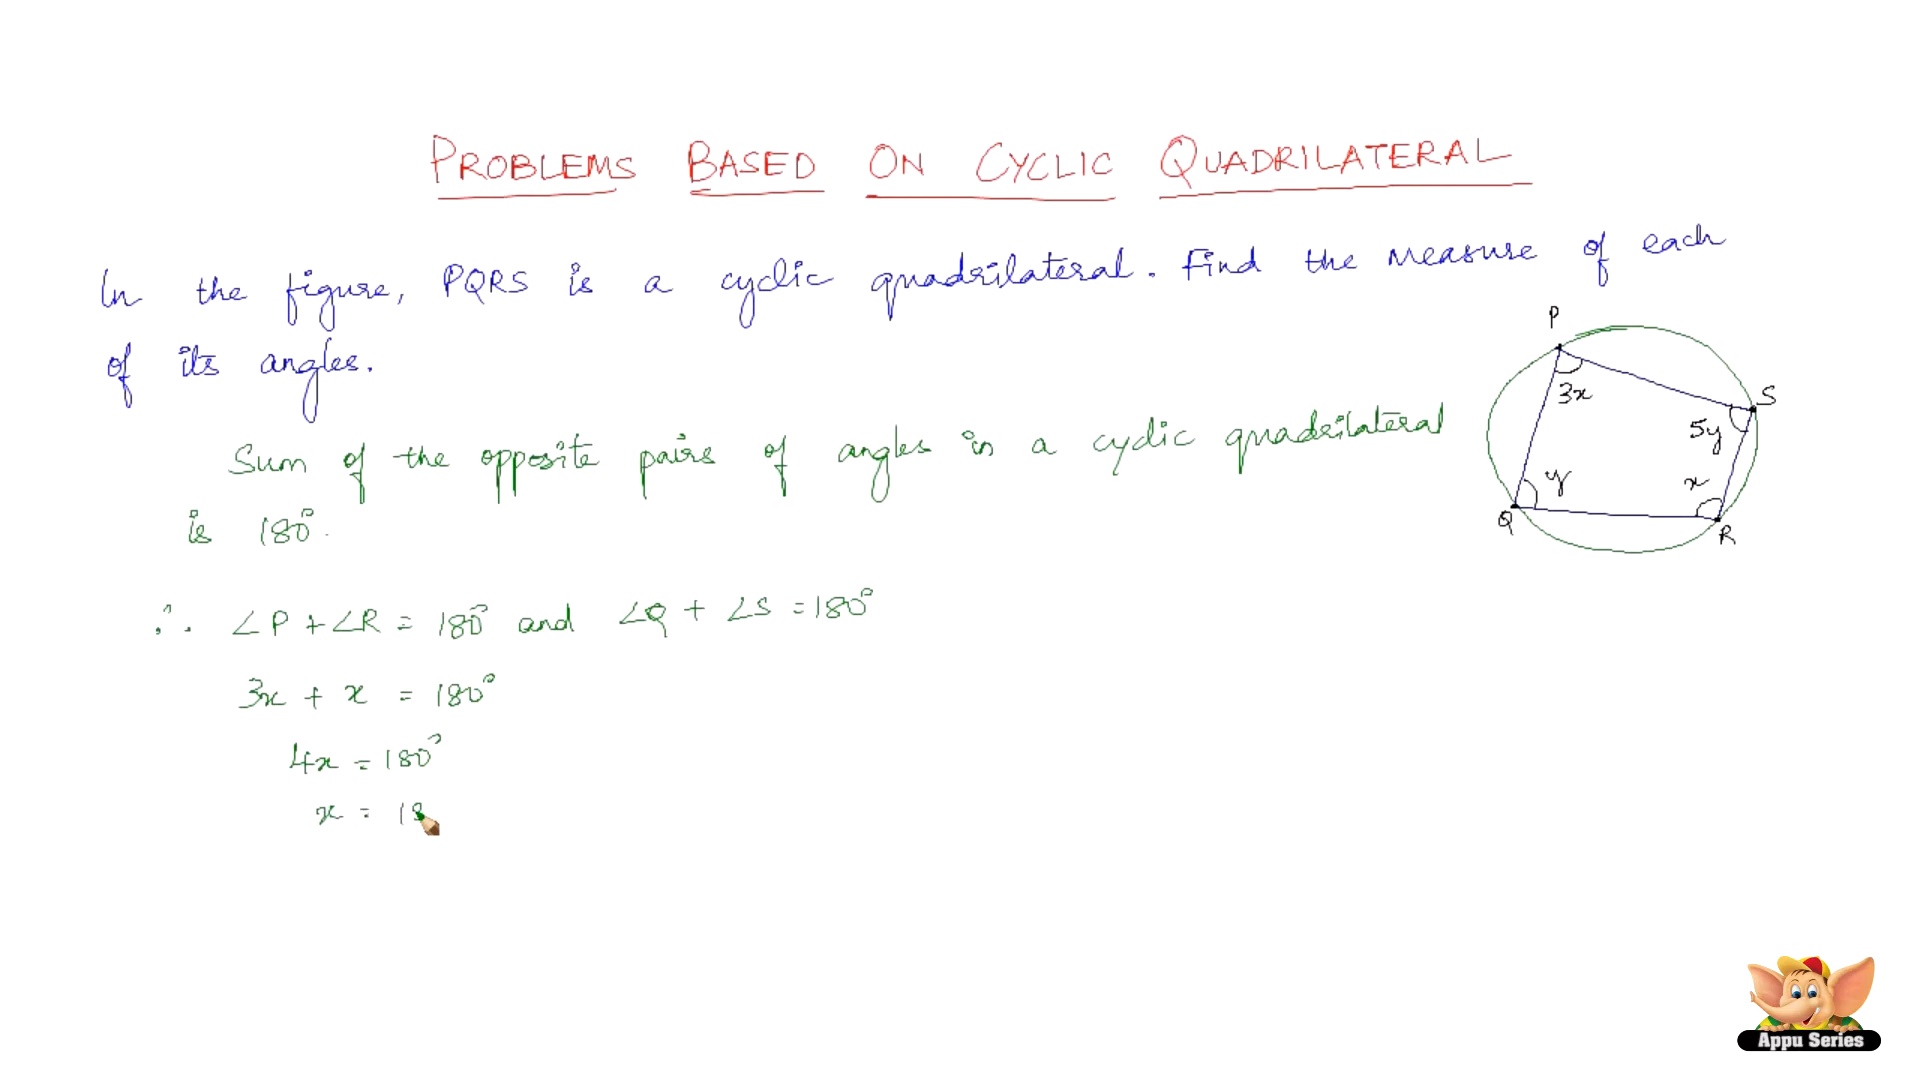 PROBLEMS BASED ON CYCLIC QUADRILATERAL
In the figure, PQRS is a cyclic quadrilateral. Find the measure of each
of its angles.
P
S
3x
5y
y
x
Q
R
Sum of the opposite pairs of angles in a cyclic quadrilateral
is 180°.
∴ ∠P + ∠R = 180° and ∠Q + ∠S = 180°
3x + x = 180°
4x = 180°
x = 18
Appu Series